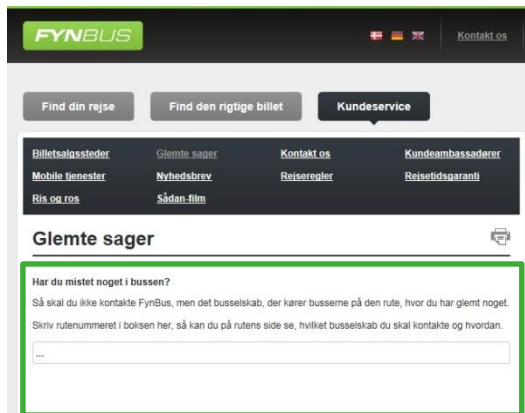 FYNBUS
Kontakt os
Find din rejse
Find den rigtige billet
Kundeservice
Billetsalgssteder
Glemte sager
Kontakt os
Kundeambassadører
Mobile tjenester
Nyhedsbrev
Rejseregler
Rejsetidsgaranti
Ris og ros
Sådan-film
Glemte sager
Har du mistet noget i bussen?
Så skal du ikke kontakte FynBus, men det busselskab, der kører busserne på den rute, hvor du har glemt noget.
Skriv rutenummeret i boksen her, så kan du på rutens side se, hvilket busselskab du skal kontakte og hvordan.
...